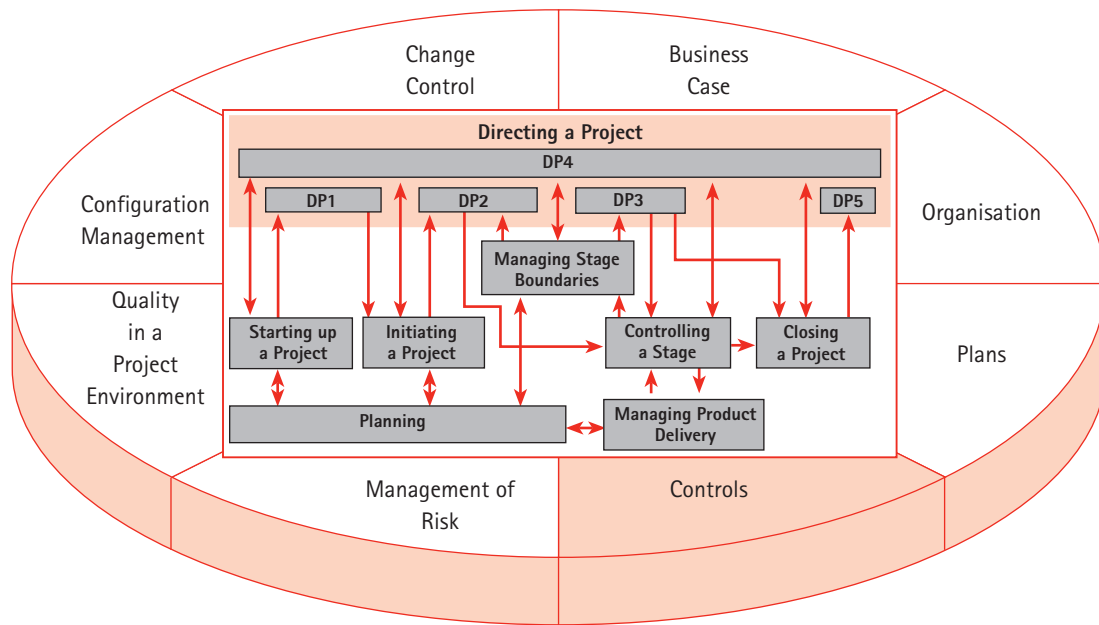 Change
Control
Business
Case
Directing a Project
DP4
DP1
DP2
DP3
DP5
Configuration
Management
Organisation
Managing Stage
Boundaries
Quality
in a
Project
Environment
Starting up
a Project
Initiating
a Project
Controlling
a Stage
Closing
a Project
Plans
Planning
Managing Product
Delivery
Management of
Risk
Controls